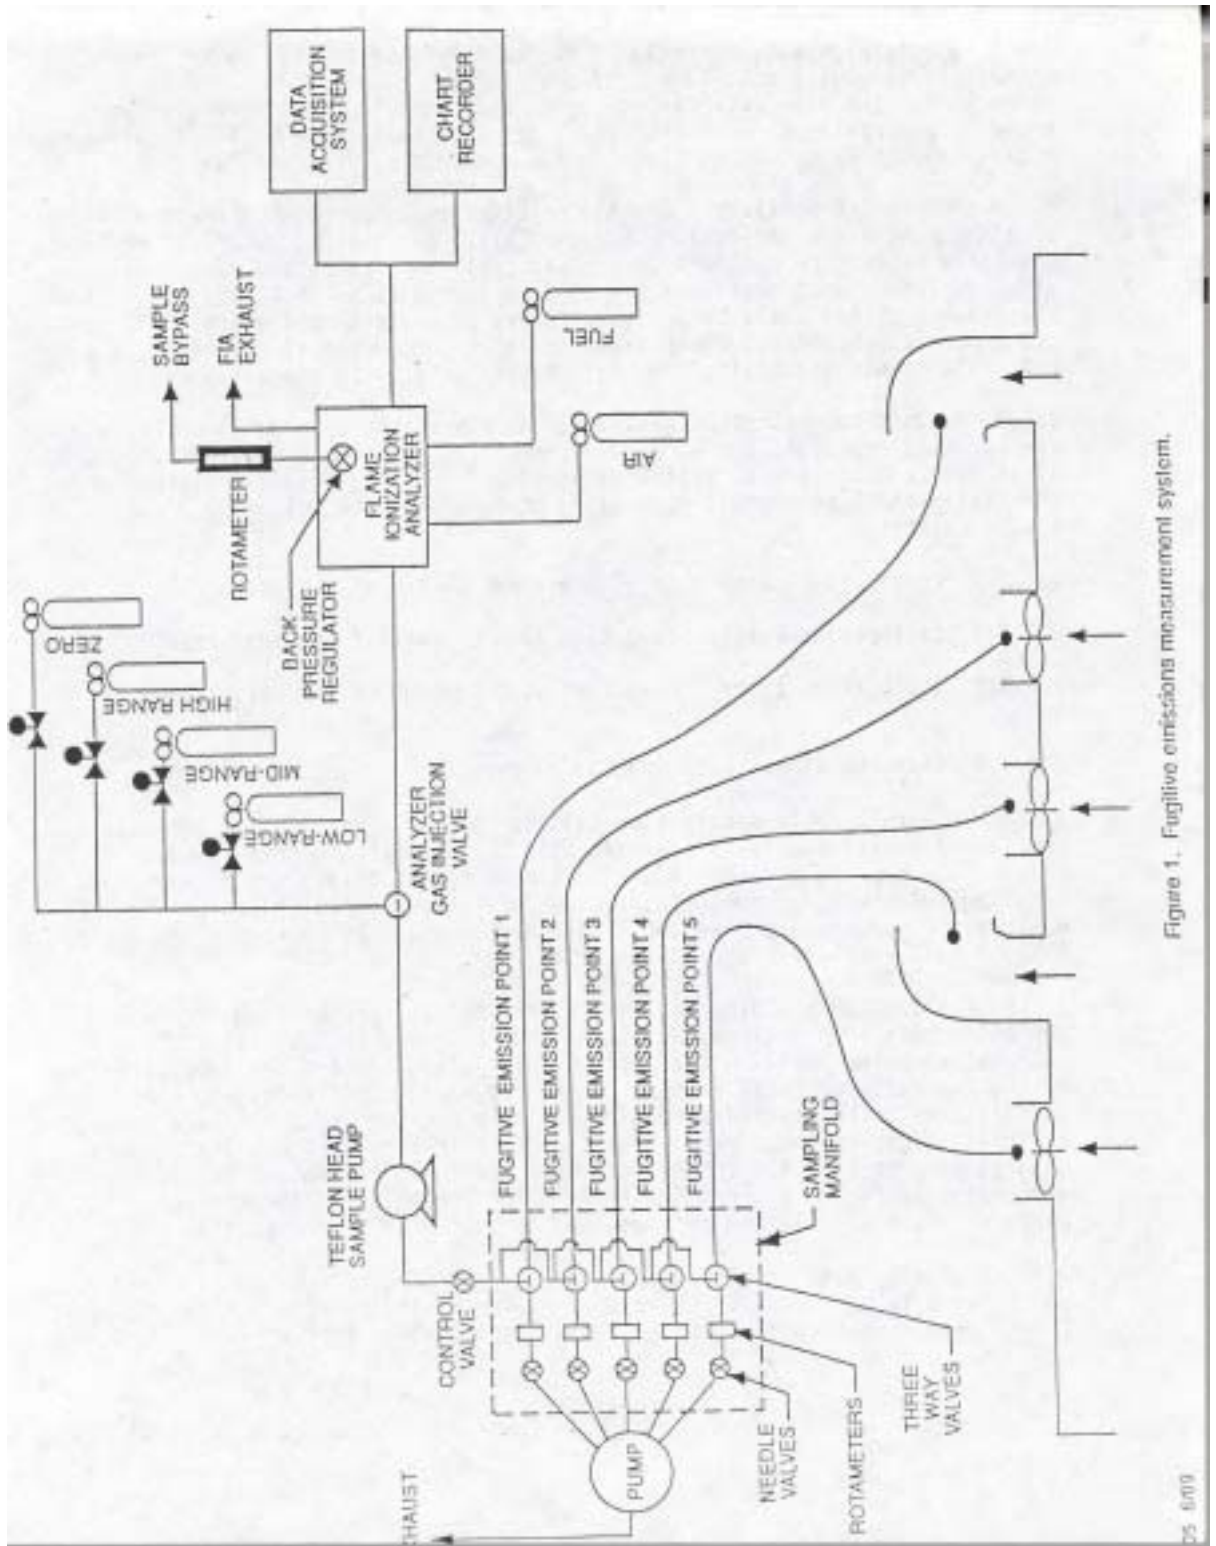 DATA
ACQUISITION
SYSTEM
CHART
RECORDER
SAMPLE
BYPASS
FIA
EXHAUST
ROTAMETER
BACK
PRESSURE
REGULATOR
FLAME
IONIZATION
ANALYZER
FUEL
AIR
ZERO
HIGH RANGE
MID-RANGE
LOW-RANGE
ANALYZER
GAS INJECTION
VALVE
TEFLON HEAD
SAMPLE PUMP
CONTROL
VALVE
FUGITIVE EMISSION POINT 1
FUGITIVE EMISSION POINT 2
FUGITIVE EMISSION POINT 3
FUGITIVE EMISSION POINT 4
FUGITIVE EMISSION POINT 5
SAMPLING
MANIFOLD
PUMP
HAUST
NEEDLE
VALVES
ROTAMETERS
THREE
WAY
VALVES
Figure 1. Fugitive emissions measurement system.